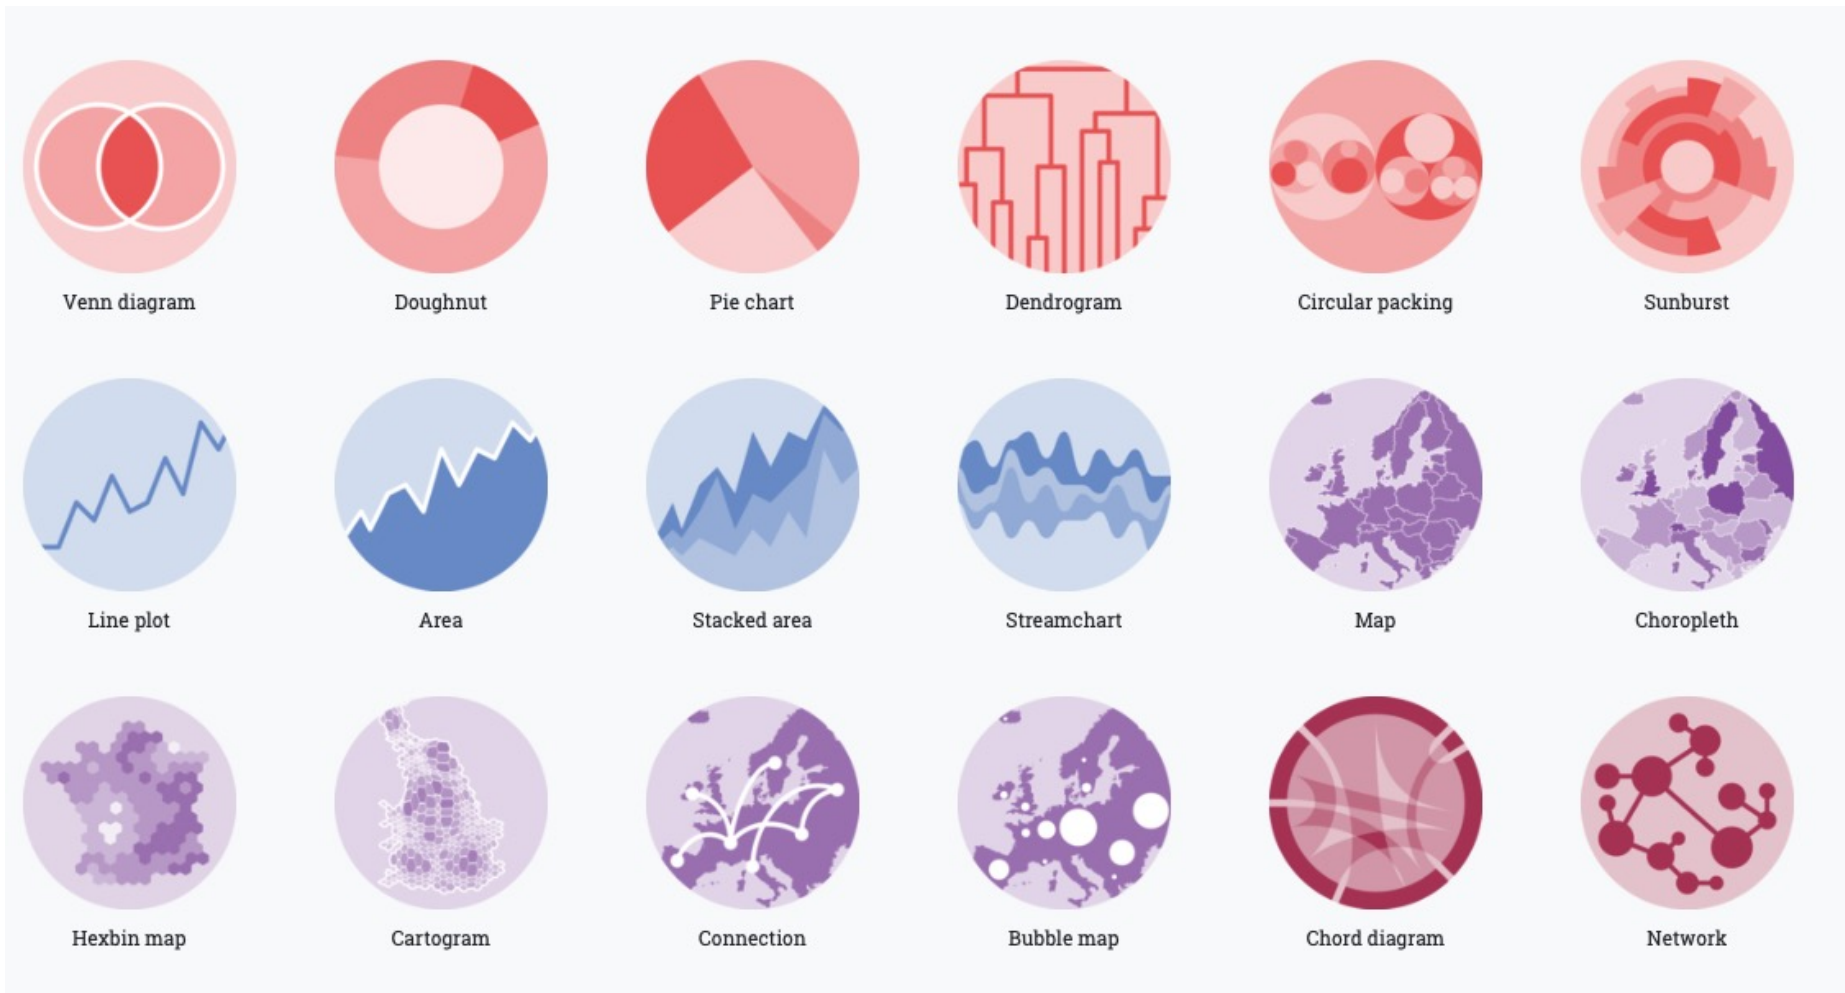 Venn diagram
Doughnut
Pie chart
Dendrogram
Circular packing
Sunburst
Line plot
Area
Stacked area
Streamchart
Map
Choropleth
Hexbin map
Cartogram
Connection
Bubble map
Chord diagram
Network